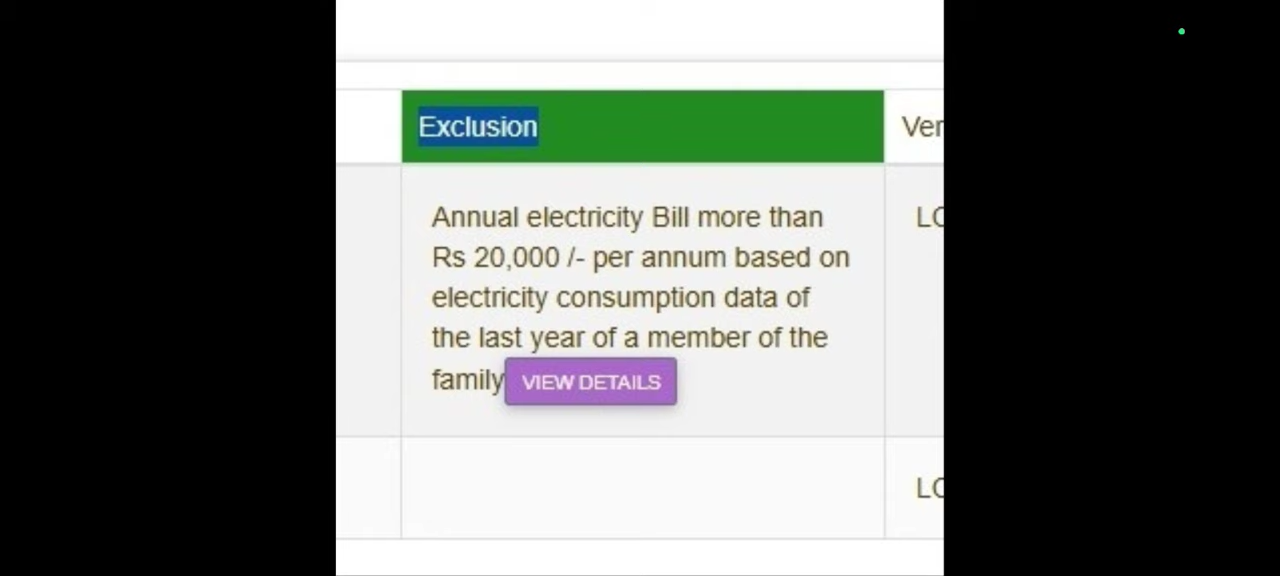 Exclusion
Annual electricity Bill more than
Rs 20,000 /- per annum based on
electricity consumption data of
the last year of a member of the
family VIEW DETAILS